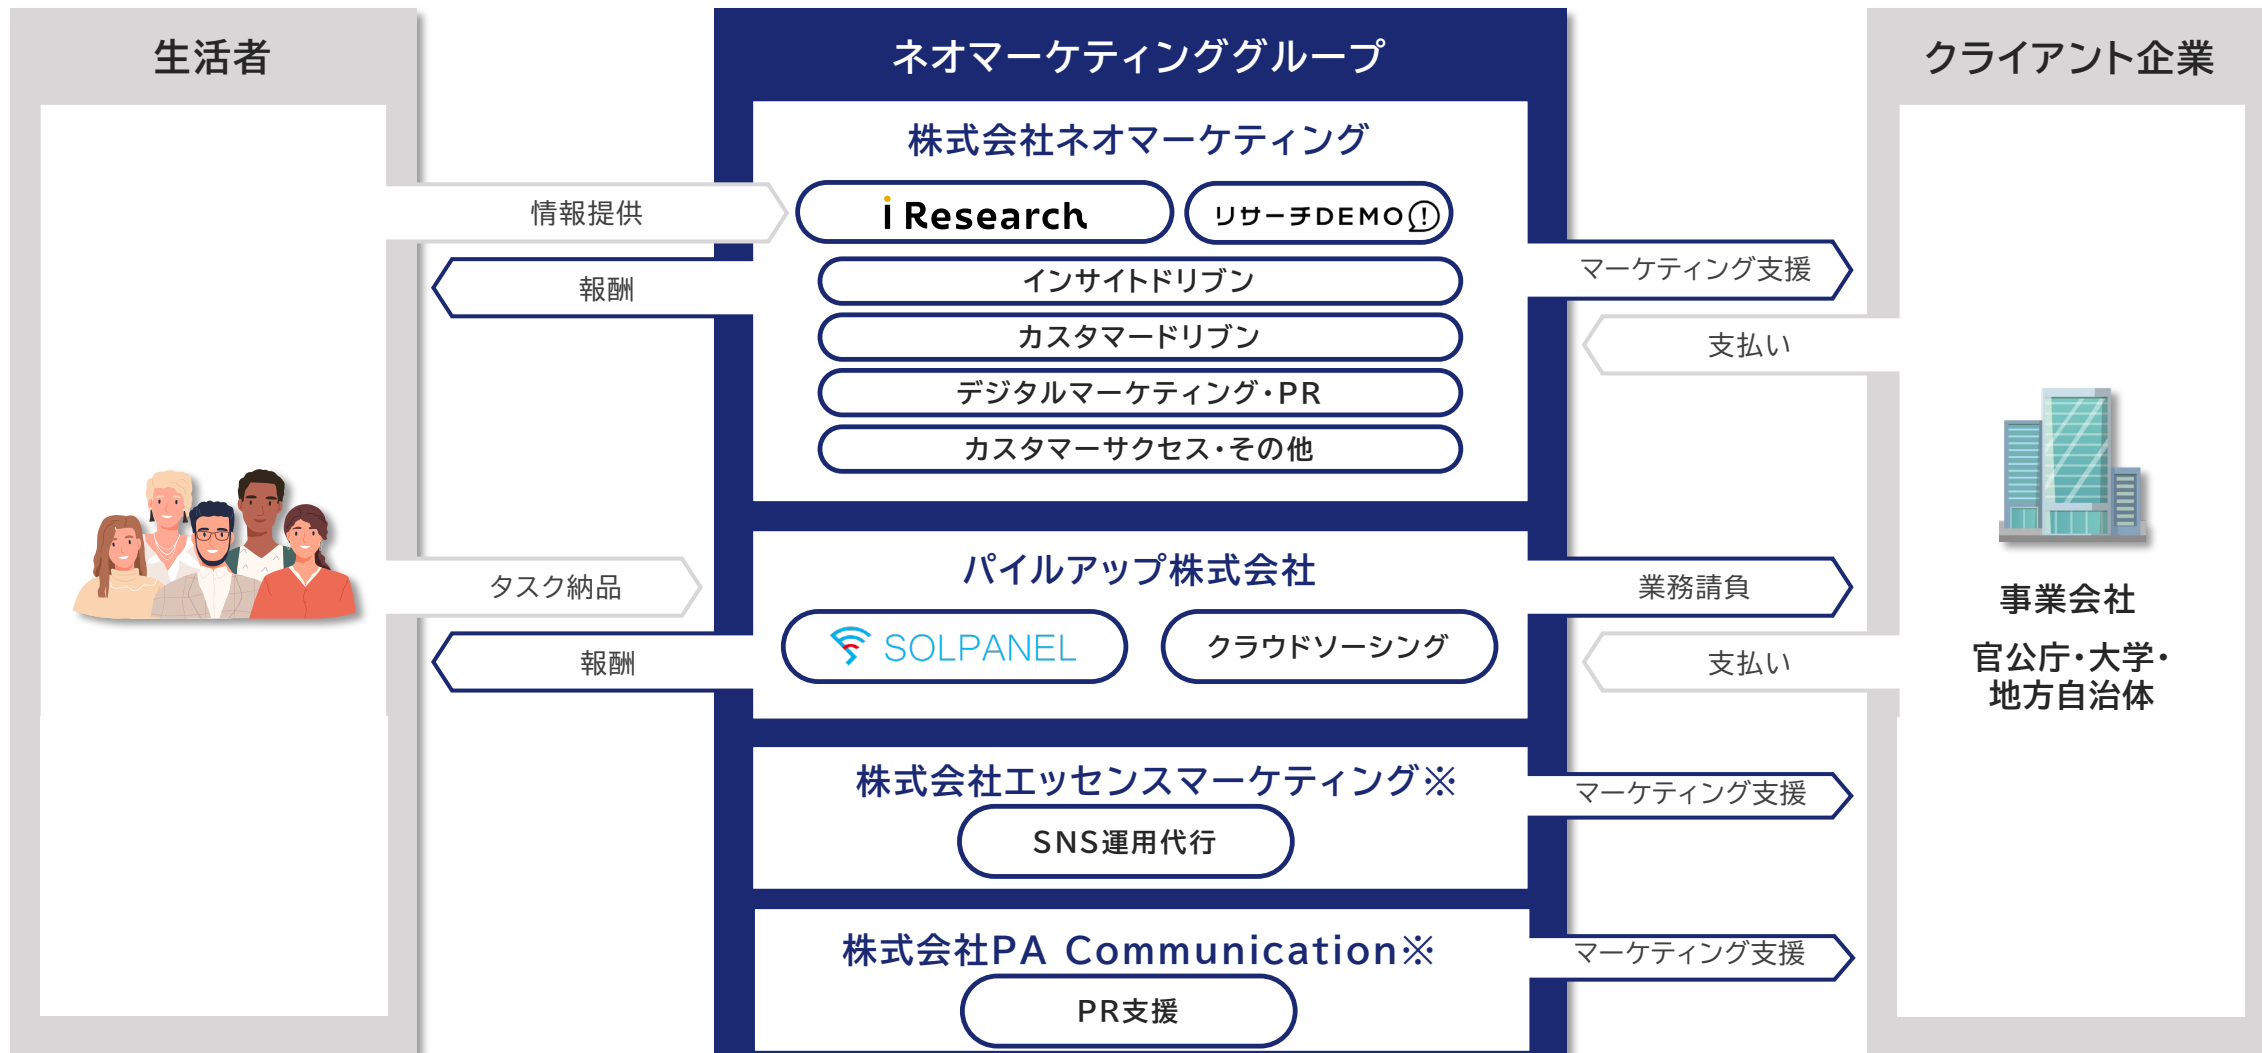 生活者
ネオマーケティンググループ
クライアント企業
株式会社ネオマーケティング
情報提供
i Research
リサーチDEMO
報酬
インサイトドリブン
カスタマードリブン
デジタルマーケティング・PR
カスタマーサクセス・その他
マーケティング支援
支払い
パイルアップ株式会社
タスク納品
報酬
SOLPANEL
クラウドソーシング
業務請負
支払い
事業会社
官公庁・大学・
地方自治体
株式会社エッセンスマーケティング※
SNS運用代行
マーケティング支援
株式会社PA Communication※
PR支援
マーケティング支援